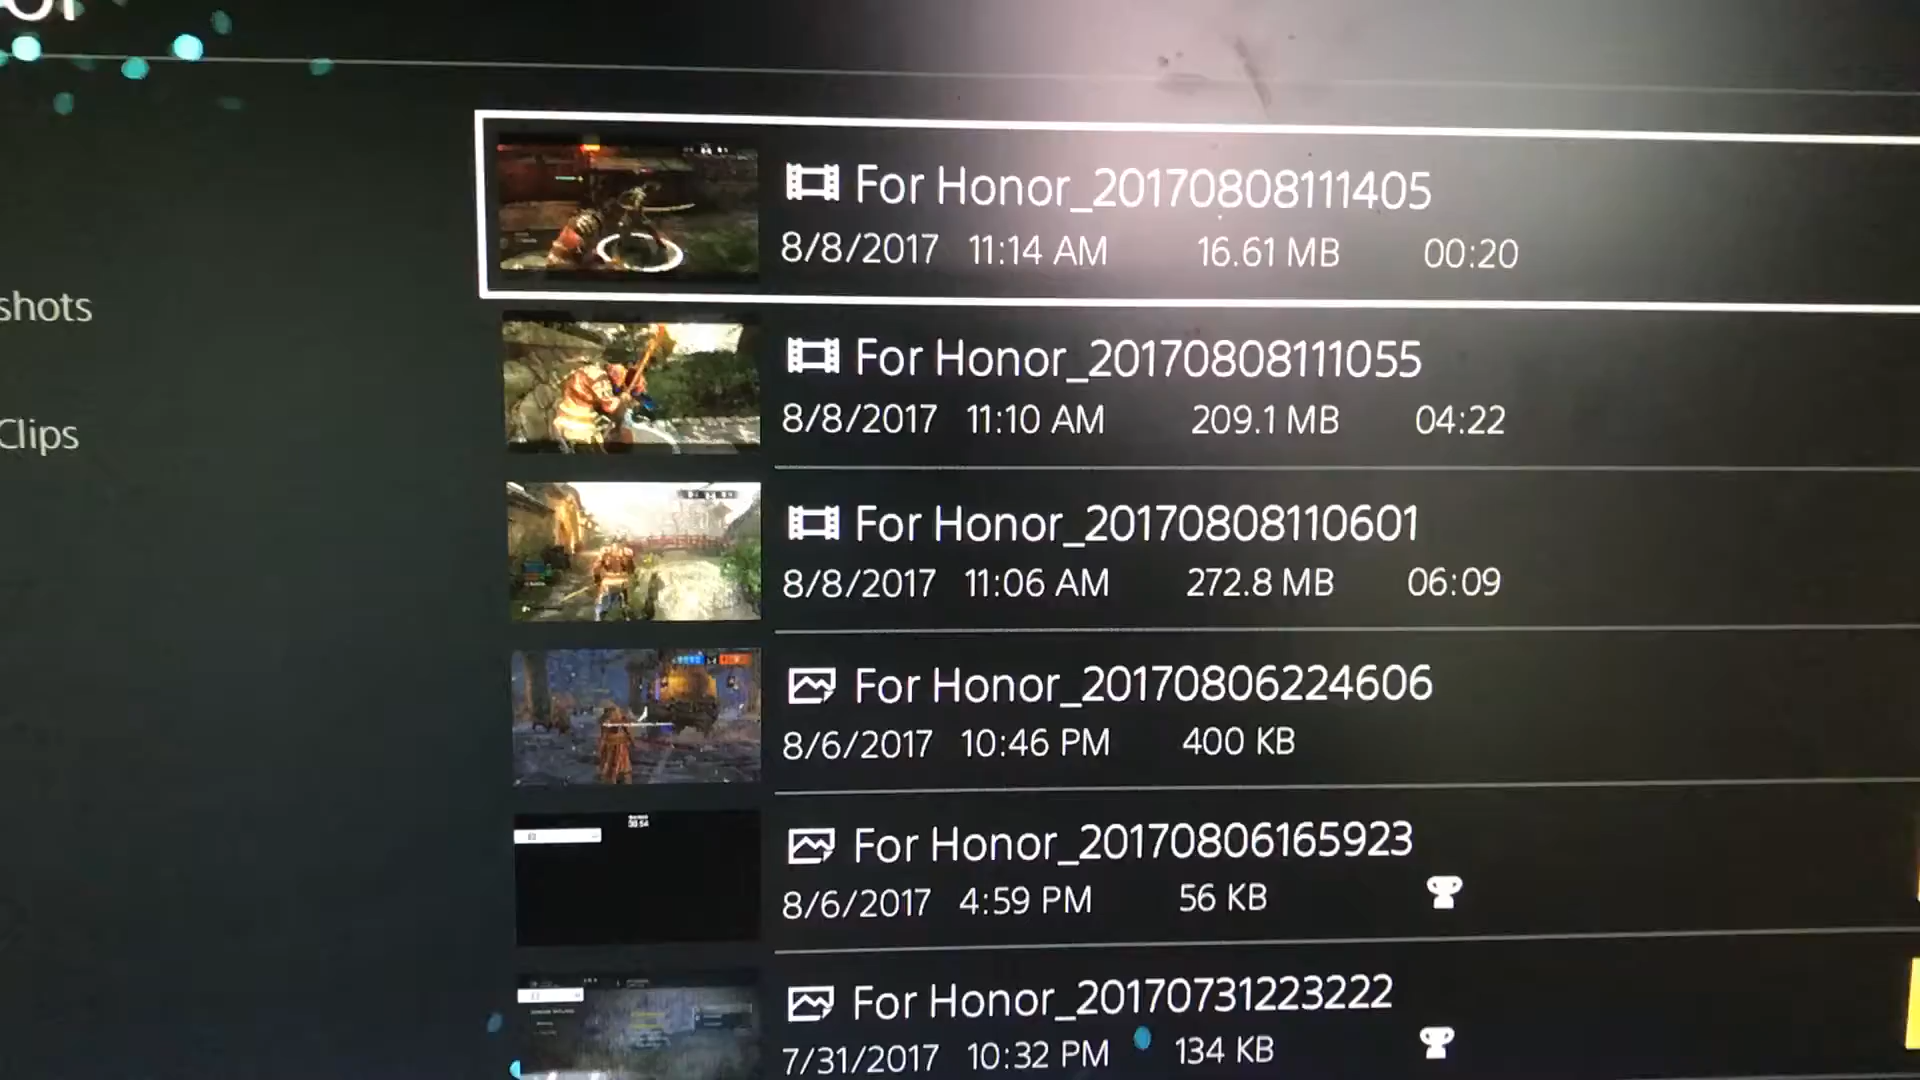 For Honor_20170808111405
8/8/2017 11:14 AM 16.61 MB 00:20
shots
For Honor_20170808111055
8/8/2017 11:10 AM 209.1 MB 04:22
Clips
For Honor_20170808110601
8/8/2017 11:06 AM 272.8 MB 06:09
For Honor_20170806224606
8/6/2017 10:46 PM 400 KB
For Honor_20170806165923
8/6/2017 4:59 PM 56 KB
For Honor_20170731223222
7/31/2017 10:32 PM 134 KB